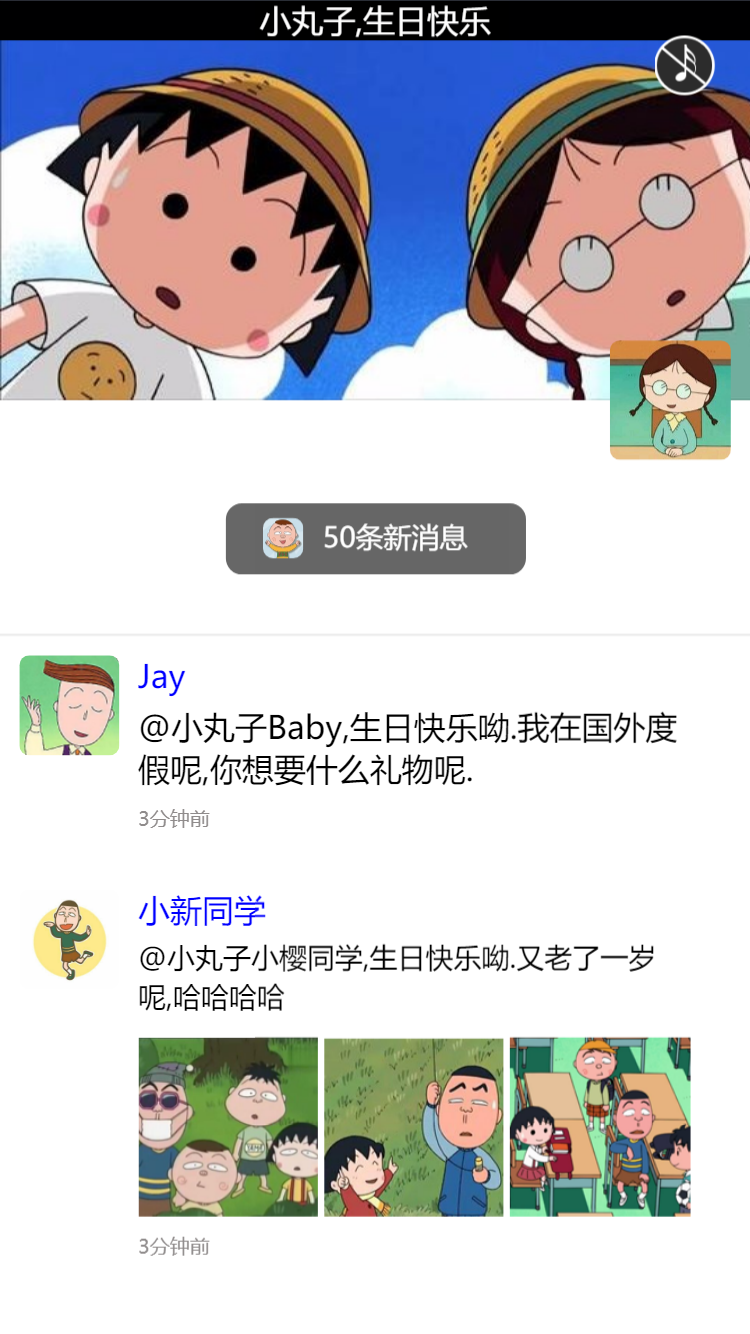 小丸子,生日快乐
50条新消息
Jay
@小丸子Baby,生日快乐呦.我在国外度
假呢,你想要什么礼物呢.
3分钟前
小新同学
@小丸子小樱同学,生日快乐呦.又老了一岁
呢,哈哈哈哈
3分钟前